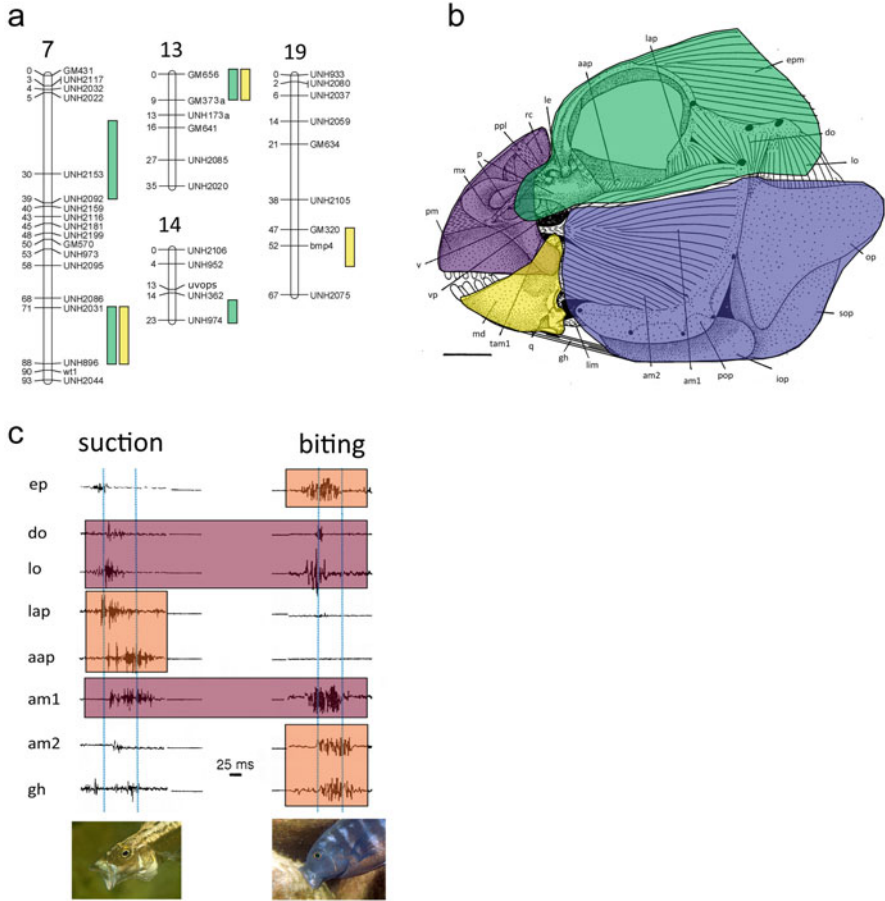 a
7
0 GM431
3 UNH2117
4 UNH2032
5 UNH2022
30 UNH2153
39 UNH2092
40 UNH2159
43 UNH2116
45 UNH2181
48 UNH2199
50 GM570
53 UNH973
58 UNH2095
68 UNH2086
71 UNH2031
88 UNH896
90 wt1
93 UNH2044
13
0 GM656
9 GM373a
13 UNH173a
16 GM641
27 UNH2085
35 UNH2020
14
0 UNH2106
4 UNH952
13 uvops
14 UNH362
23 UNH974
19
0 UNH933
2 UNH2080
6 UNH2037
14 UNH2059
21 GM634
38 UNH2105
47 GM320
52 bmp4
67 UNH2075
b
lap
aap
epm
le
rc
ppl
p
mx
pm
v
vp
do
lo
op
sop
md
tam1
q
gh
lim
am2
am1
pop
iop
c
suction biting
ep
do
lo
lap
aap
am1
am2
25 ms
gh